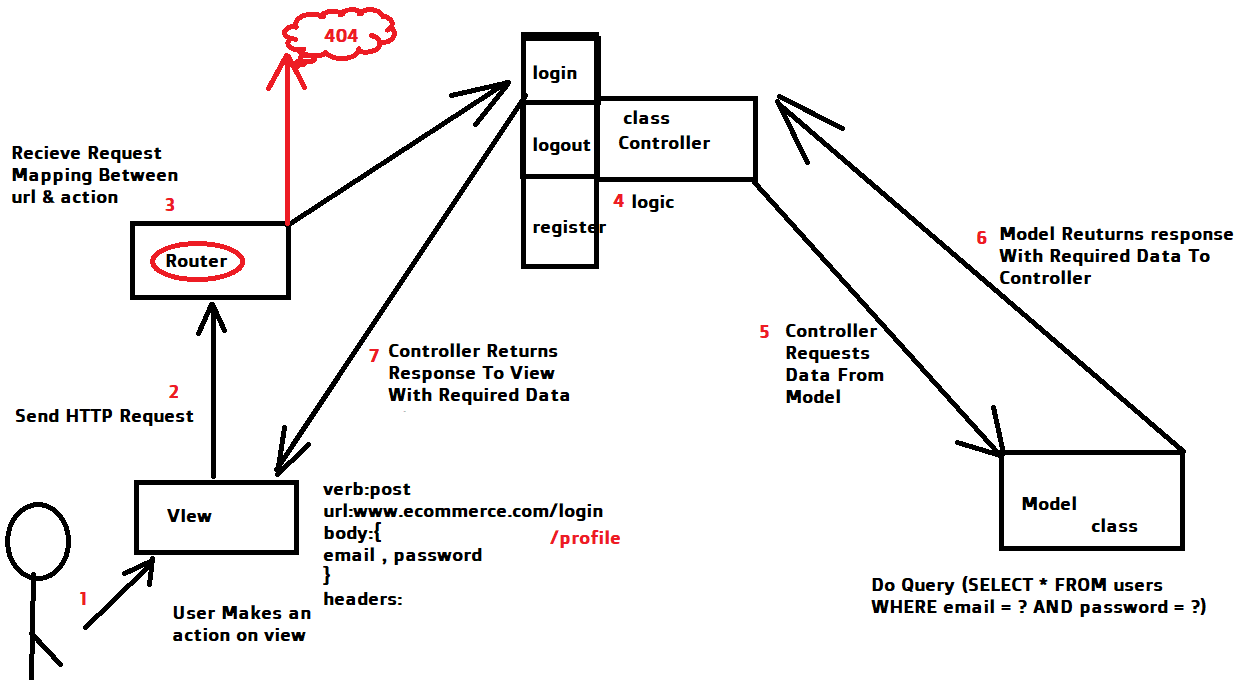 404
login
logout
register
class
Controller
4 logic
Recieve Request
Mapping Between
url & action
3
Router
2
Send HTTP Request
VIew
1
User Makes an
action on view
verb:post
url:www.ecommerce.com/login
body:{
/profile
email , password
}
headers:
7 Controller Returns
Response To View
With Required Data
5 Controller
Requests
Data From
Model
6 Model Reuturns response
With Required Data To
Controller
Model
class
Do Query (SELECT * FROM users
WHERE email = ? AND password = ?)